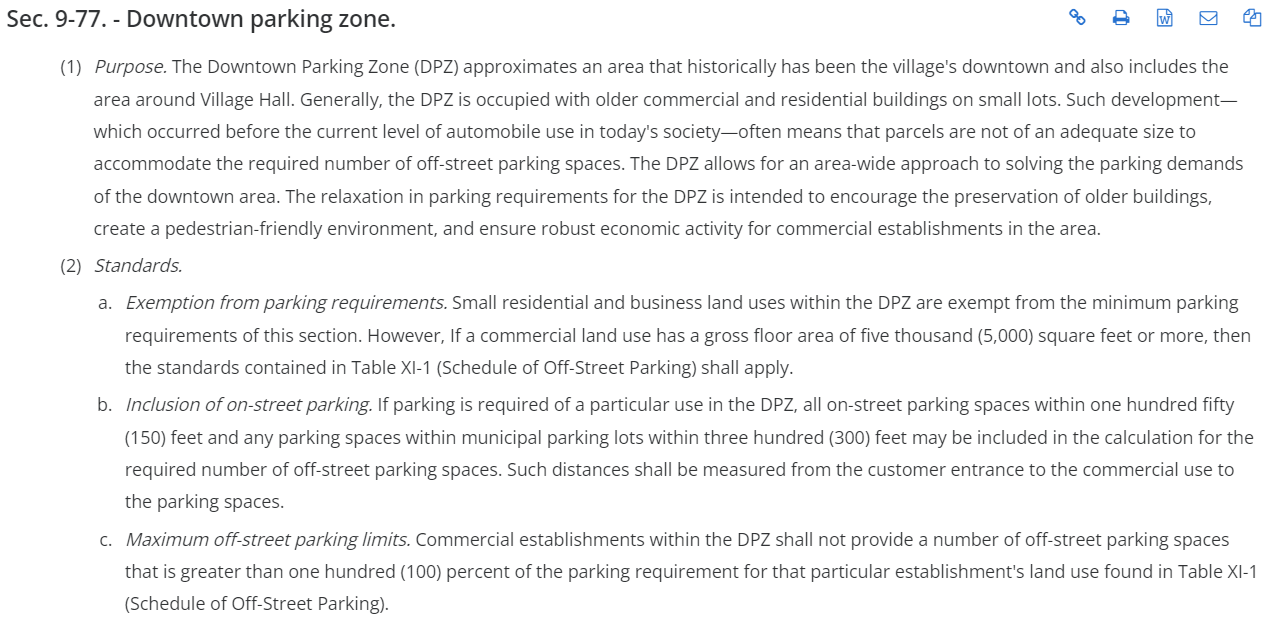 Sec. 9-77. - Downtown parking zone.
(1) Purpose. The Downtown Parking Zone (DPZ) approximates an area that historically has been the village's downtown and also includes the
area around Village Hall. Generally, the DPZ is occupied with older commercial and residential buildings on small lots. Such development—
which occurred before the current level of automobile use in today's society—often means that parcels are not of an adequate size to
accommodate the required number of off-street parking spaces. The DPZ allows for an area-wide approach to solving the parking demands
of the downtown area. The relaxation in parking requirements for the DPZ is intended to encourage the preservation of older buildings,
create a pedestrian-friendly environment, and ensure robust economic activity for commercial establishments in the area.
(2) Standards.
a. Exemption from parking requirements. Small residential and business land uses within the DPZ are exempt from the minimum parking
requirements of this section. However, If a commercial land use has a gross floor area of five thousand (5,000) square feet or more, then
the standards contained in Table XI-1 (Schedule of Off-Street Parking) shall apply.
b. Inclusion of on-street parking. If parking is required of a particular use in the DPZ, all on-street parking spaces within one hundred fifty
(150) feet and any parking spaces within municipal parking lots within three hundred (300) feet may be included in the calculation for the
required number of off-street parking spaces. Such distances shall be measured from the customer entrance to the commercial use to
the parking spaces.
c. Maximum off-street parking limits. Commercial establishments within the DPZ shall not provide a number of off-street parking spaces
that is greater than one hundred (100) percent of the parking requirement for that particular establishment's land use found in Table XI-1
(Schedule of Off-Street Parking).